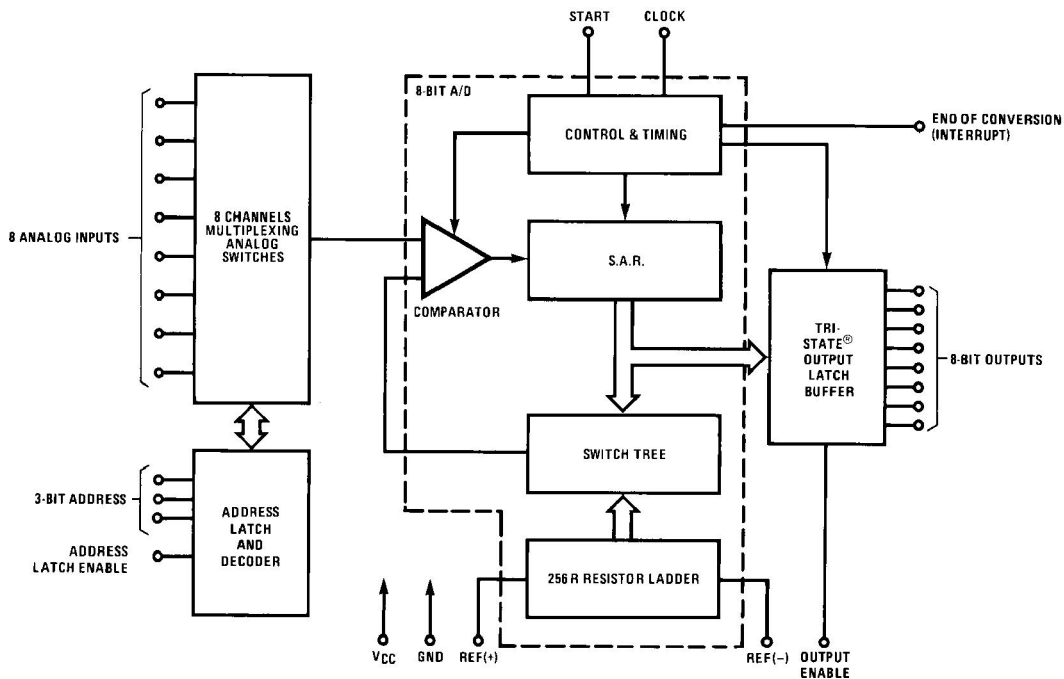 START
CLOCK
8-BIT A/D
CONTROL & TIMING
END OF CONVERSION
(INTERRUPT)
8 ANALOG INPUTS
8 CHANNELS
MULTIPLEXING
ANALOG
SWITCHES
COMPARATOR
S.A.R.
TRI-
STATE®
OUTPUT
LATCH
BUFFER
8-BIT OUTPUTS
SWITCH TREE
3-BIT ADDRESS
ADDRESS
LATCH ENABLE
ADDRESS
LATCH
AND
DECODER
256R RESISTOR LADDER
VCC
GND
REF(+)
REF(−)
OUTPUT
ENABLE